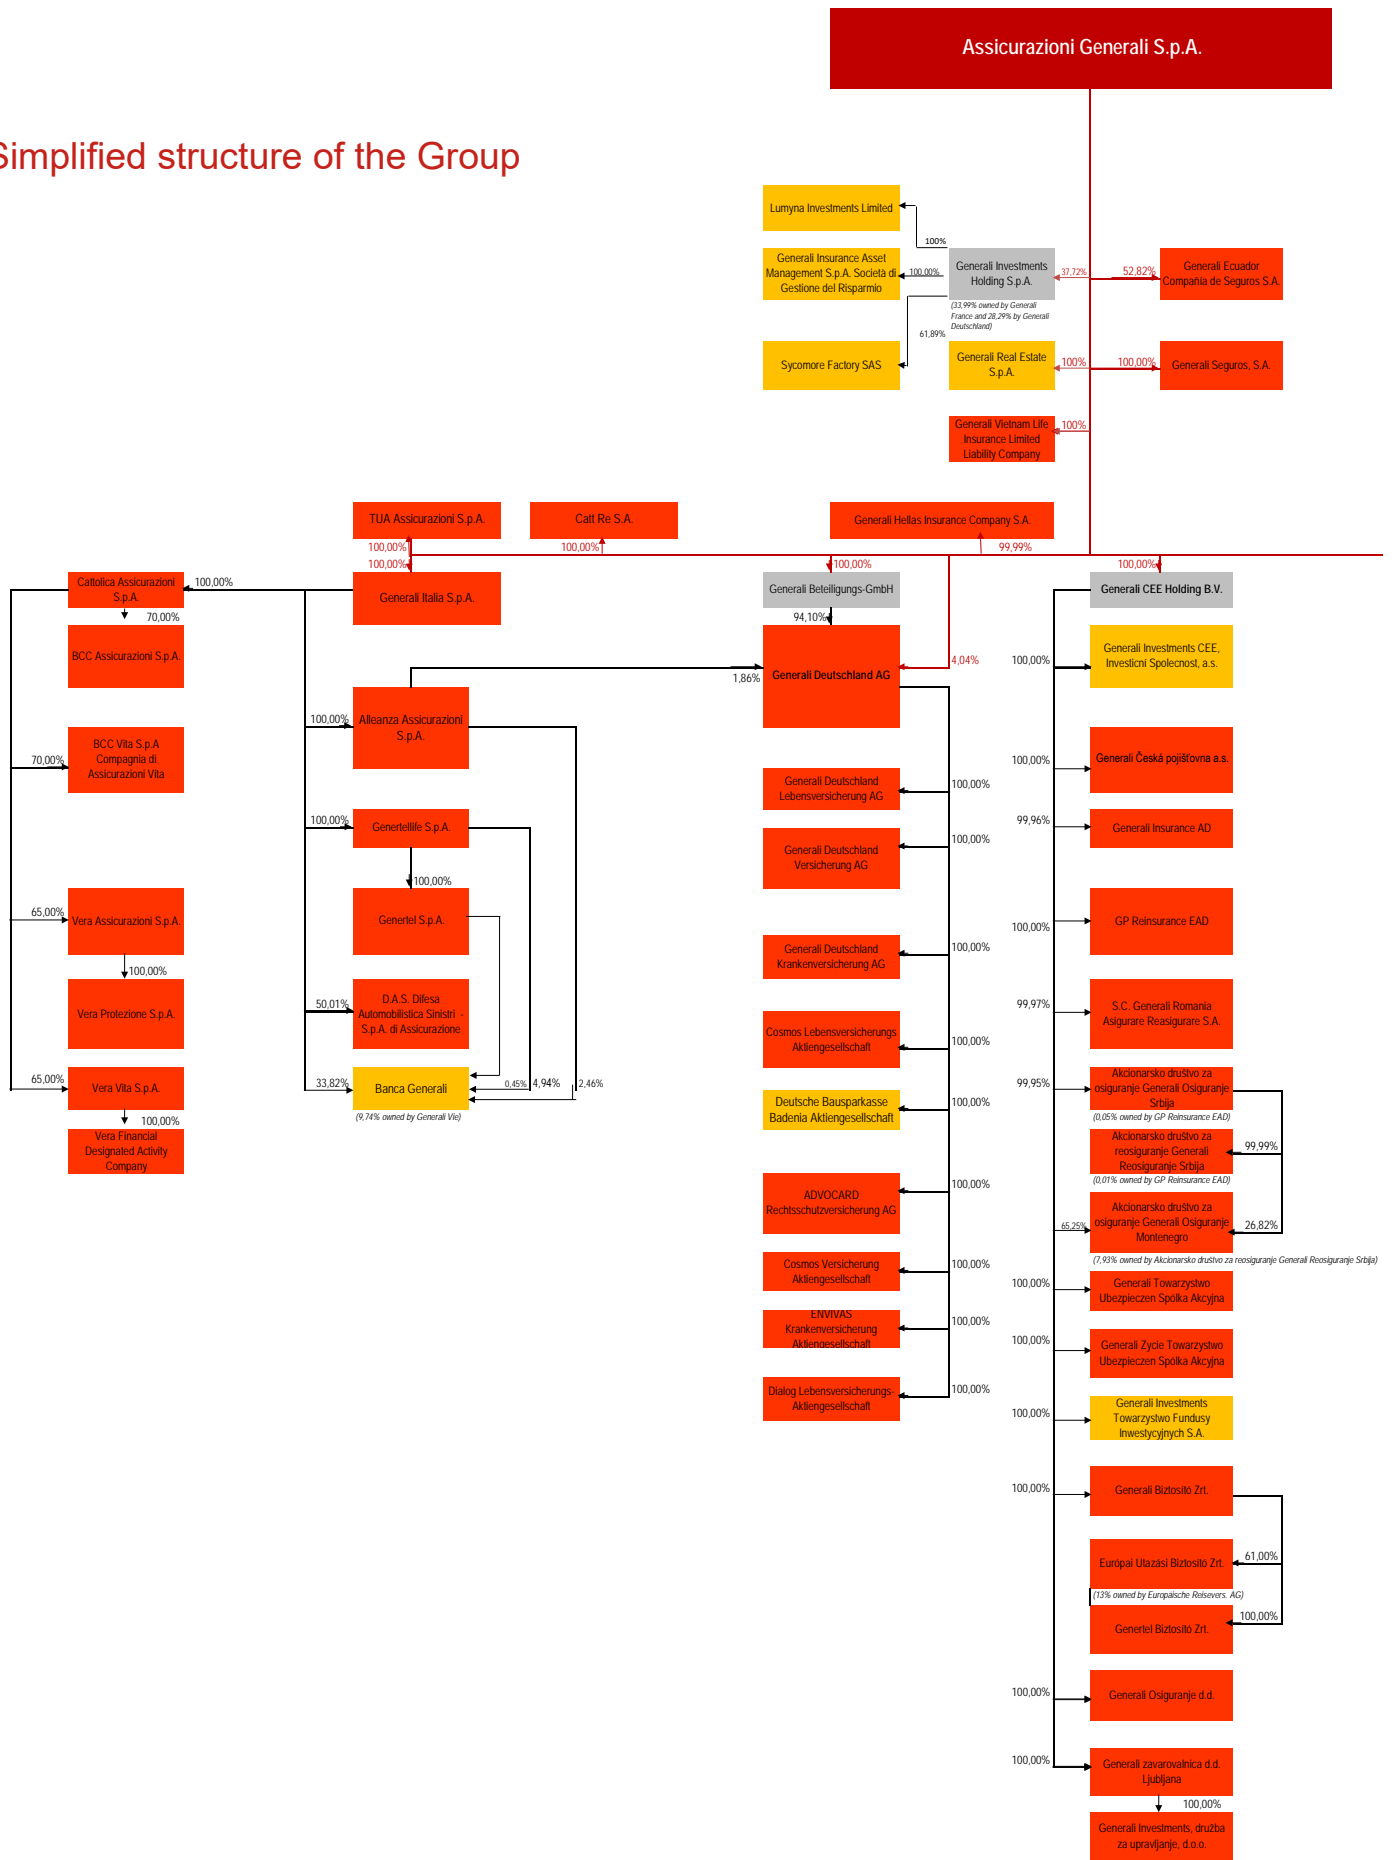 Assicurazioni Generali S.p.A.
Simplified structure of the Group
Lumyna Investments Limited
100%
Generali Insurance Asset
Management S.p.A. Società di
Gestione del Risparmio
100,00%
Generali Investments
Holding S.p.A.
37,72%
52,82%
Generali Ecuador
Compañía de Seguros S.A.
(33,99% owned by Generali
France and 28,29% by Generali
Deutschland)
61,89%
Sycomore Factory SAS
Generali Real Estate
S.p.A.
100%
100,00%
Generali Seguros, S.A.
Generali Vietnam Life
Insurance Limited
Liability Company
100%
TUA Assicurazioni S.p.A.
Catt Re S.A.
Generali Hellas Insurance Company S.A.
100,00%
100,00%
99,99%
100,00%
100,00%
100,00%
Cattolica Assicurazioni
S.p.A.
100,00%
Generali Italia S.p.A.
Generali Beteiligungs-GmbH
Generali CEE Holding B.V.
70,00%
94,10%
BCC Assicurazioni S.p.A.
1,86%
Generali Deutschland AG
4,04%
100,00%
Generali Investments CEE,
Investicní Spolecnost, a.s.
100,00%
Alleanza Assicurazioni
S.p.A.
70,00%
BCC Vita S.p.A
Compagnia di
Assicurazioni Vita
100,00%
Generali Česká pojišťovna a.s.
Generali Deutschland
Lebensversicherung AG
100,00%
100,00%
Genertellife S.p.A.
99,96%
Generali Insurance AD
Generali Deutschland
Versicherung AG
100,00%
100,00%
65,00%
Vera Assicurazioni S.p.A.
Genertel S.p.A.
100,00%
GP Reinsurance EAD
Generali Deutschland
Krankenversicherung AG
100,00%
100,00%
Vera Protezione S.p.A.
50,01%
D.A.S. Difesa
Automobilistica Sinistri -
S.p.A. di Assicurazione
99,97%
S.C. Generali Romania
Asigurare Reasigurare S.A.
Cosmos Lebensversicherungs
Aktiengesellschaft
100,00%
65,00%
Vera Vita S.p.A.
33,82%
Banca Generali
0,45%
4,94%
2,46%
(9,74% owned by Generali Vie)
99,95%
Akcionarsko društvo za
osiguranje Generali Osiguranje
Srbija
(0,05% owned by GP Reinsurance EAD)
Deutsche Bausparkasse
Badenia Aktiengesellschaft
100,00%
100,00%
Vera Financial
Designated Activity
Company
Akcionarsko društvo za
reosiguranje Generali
Reosiguranje Srbija
99,99%
(0,01% owned by GP Reinsurance EAD)
ADVOCARD
Rechtsschutzversicherung AG
100,00%
65,25%
Akcionarsko društvo za
osiguranje Generali Osiguranje
Montenegro
26,82%
(7,93% owned by Akcionarsko društvo za reosiguranje Generali Reosiguranje Srbija)
Cosmos Versicherung
Aktiengesellschaft
100,00%
100,00%
Generali Towarzystwo
Ubezpieczen Spólka Akcyjna
ENVIVAS
Krankenversicherung
Aktiengesellschaft
100,00%
100,00%
Generali Zycie Towarzystwo
Ubezpieczen Spólka Akcyjna
Dialog Lebensversicherungs-
Aktiengesellschaft
100,00%
100,00%
Generali Investments
Towarzystwo Fundusy
Inwestycyjnych S.A.
100,00%
Generali Biztosító Zrt.
Európai Utazási Biztosító Zrt.
61,00%
(13% owned by Europäische Reisevers. AG)
Genertel Biztosító Zrt.
100,00%
100,00%
Generali Osiguranje d.d.
100,00%
Generali zavarovalnica d.d.
Ljubljana
100,00%
Generali Investments, družba
za upravljanje, d.o.o.